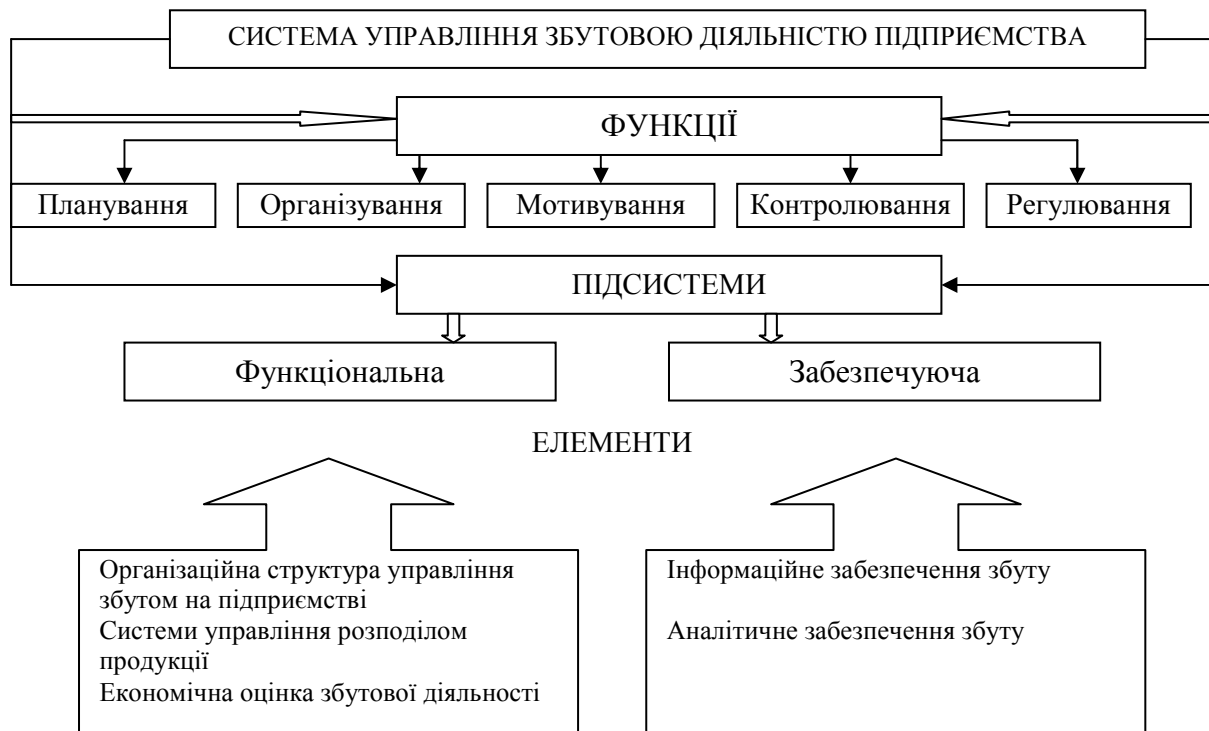 СИСТЕМА УПРАВЛІННЯ ЗБУТОВОЮ ДІЯЛЬНІСТЮ ПІДПРИЄМСТВА
ФУНКЦІЇ
Планування
Організування
Мотивування
Контролювання
Регулювання
ПІДСИСТЕМИ
Функціональна
Забезпечуюча
ЕЛЕМЕНТИ
Організаційна структура управління
збутом на підприємстві
Системи управління розподілом
продукції
Економічна оцінка збутової діяльності
Інформаційне забезпечення збуту
Аналітичне забезпечення збуту